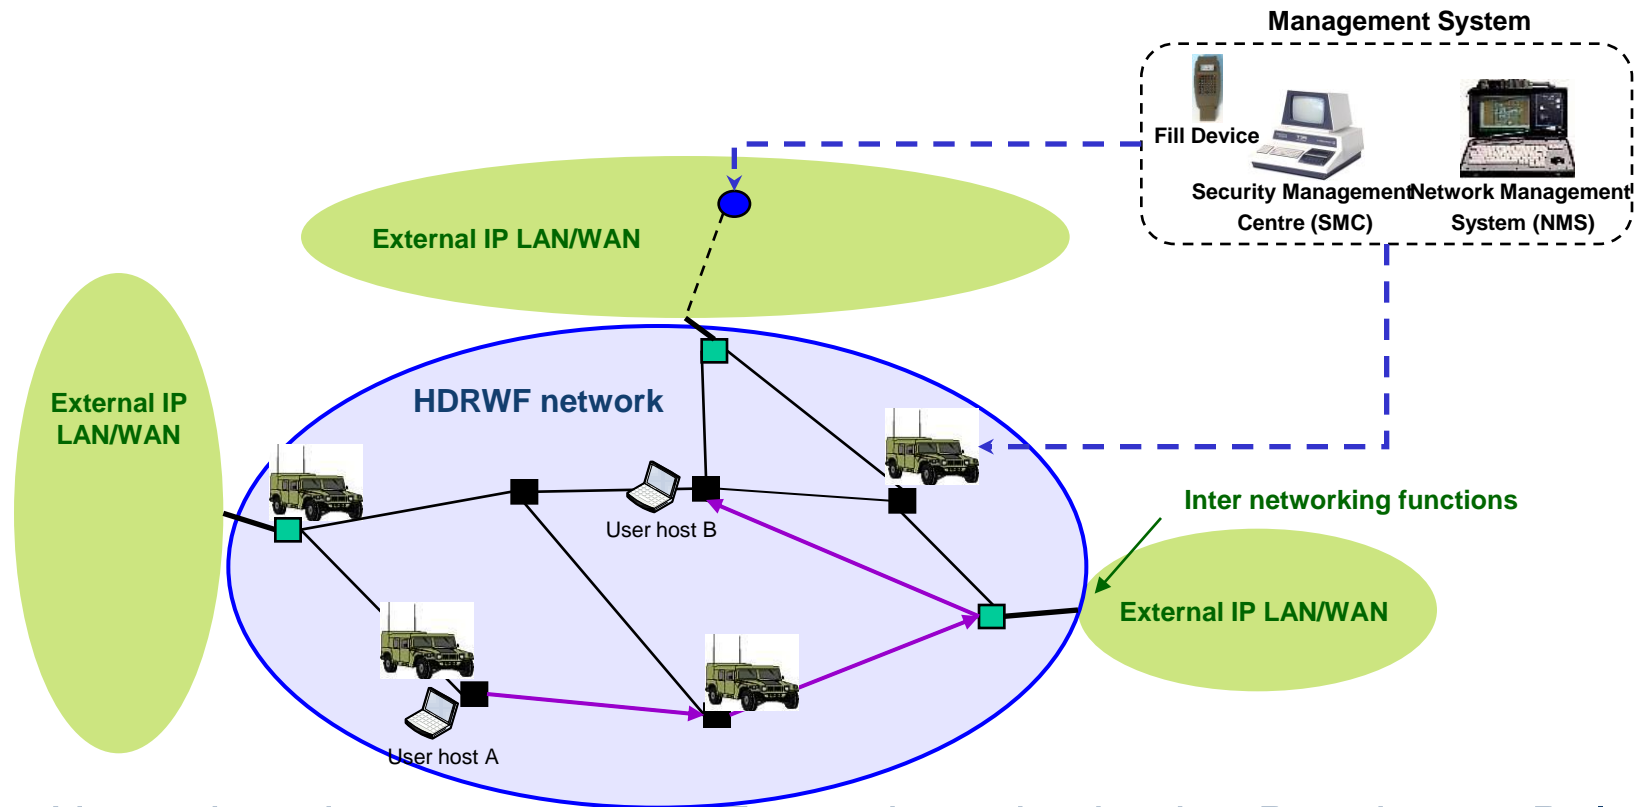 Management System
Fill Device
Security Management
Centre (SMC)
Network Management
System (NMS)
External IP LAN/WAN
External IP
LAN/WAN
HDRWF network
User host B
Inter networking functions
External IP LAN/WAN
User host A